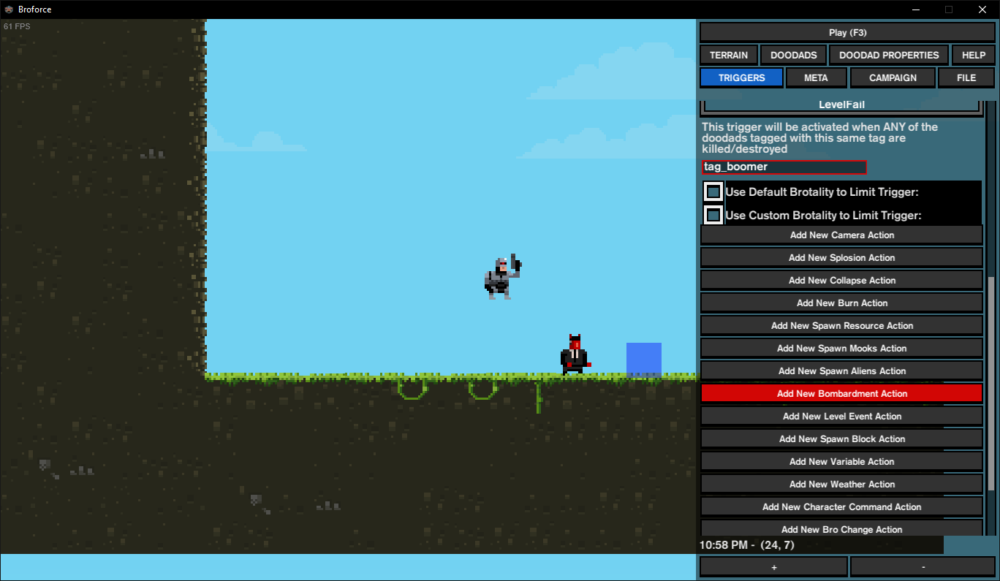 Broforce
61 FPS
Play (F3)
TERRAIN DOODADS DOODAD PROPERTIES HELP
TRIGGERS META CAMPAIGN FILE
LevelFail
This trigger will be activated when ANY of the
doodads tagged with this same tag are
killed/destroyed
tag_boomer
Use Default Brotality to Limit Trigger:
Use Custom Brotality to Limit Trigger:
Add New Camera Action
Add New Splosion Action
Add New Collapse Action
Add New Burn Action
Add New Spawn Resource Action
Add New Spawn Mooks Action
Add New Spawn Aliens Action
Add New Bombardment Action
Add New Level Event Action
Add New Spawn Block Action
Add New Variable Action
Add New Weather Action
Add New Character Command Action
Add New Bro Change Action
10:58 PM - (24, 7)
+ -